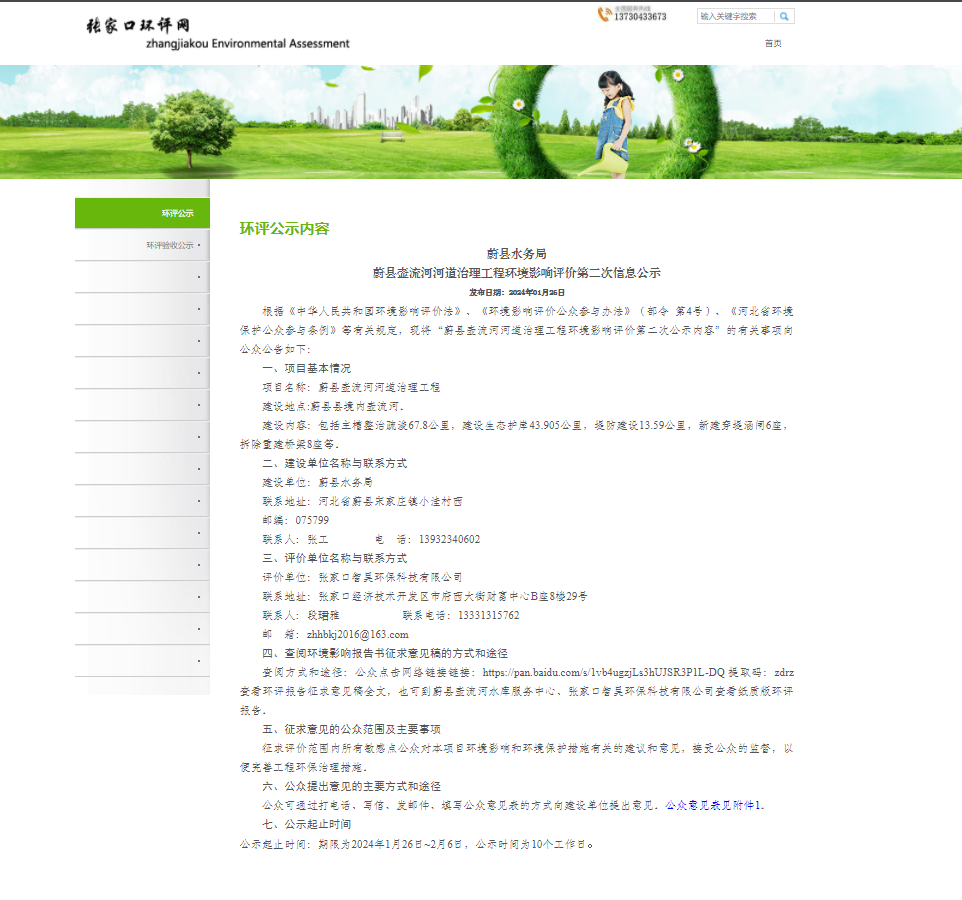 张家口环评网
zhangjiakou Environmental Assessment
全国服务热线
13730433673
输入关键字搜索
首页
环评公示
环评验收公示
环评公示内容
蔚县水务局
蔚县壶流河河道治理工程环境影响评价第二次信息公示
发布日期：2024年01月26日
根据《中华人民共和国环境影响评价法》、《环境影响评价公众参与办法》（部令 第4号）、《河北省环境
保护公众参与条例》等有关规定，现将“蔚县壶流河河道治理工程环境影响评价第二次公示内容”的有关事项向
公众公告如下：
一、项目基本情况
项目名称：蔚县壶流河河道治理工程
建设地点:蔚县县境内壶流河。
建设内容：包括主槽整治疏浚67.8公里，建设生态护岸43.905公里，堤防建设13.59公里，新建穿堤涵闸6座，
拆除重建桥梁8座等。
二、建设单位名称与联系方式
建设单位：蔚县水务局
联系地址：河北省蔚县宋家庄镇小洼村西
邮编：075799
联系人：张工 电 话：13932340602
三、评价单位名称与联系方式
评价单位：张家口智昊环保科技有限公司
联系地址：张家口经济技术开发区市府西大街财富中心B座8楼29号
联系人：段珺雅 联系电话：13331315762
邮 箱：zhhbkj2016@163.com
四、查阅环境影响报告书征求意见稿的方式和途径
查阅方式和途径：公众点击网络链接链接：https://pan.baidu.com/s/1vb4ugzjLs3hUJSR3P1L-DQ 提取码：zdrz
查看环评报告征求意见稿全文，也可到蔚县壶流河水库服务中心、张家口智昊环保科技有限公司查看纸质版环评
报告。
五、征求意见的公众范围及主要事项
征求评价范围内所有敏感点公众对本项目环境影响和环境保护措施有关的建议和意见，接受公众的监督，以
便完善工程环保治理措施。
六、公众提出意见的主要方式和途径
公众可通过打电话、写信、发邮件、填写公众意见表的方式向建设单位提出意见。公众意见表见附件1。
七、公示起止时间
公示起止时间：期限为2024年1月26日~2月6日，公示时间为10个工作日。